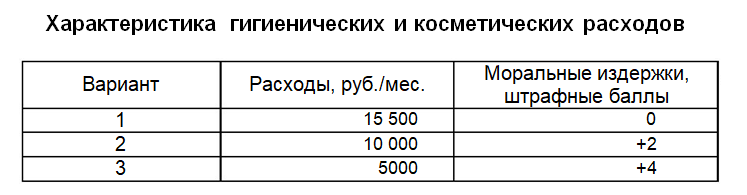 Характеристика гигиенических и косметических расходов
Вариант Расходы, руб./мес. Моральные издержки, штрафные баллы
1 15 500 0
2 10 000 +2
3 5000 +4